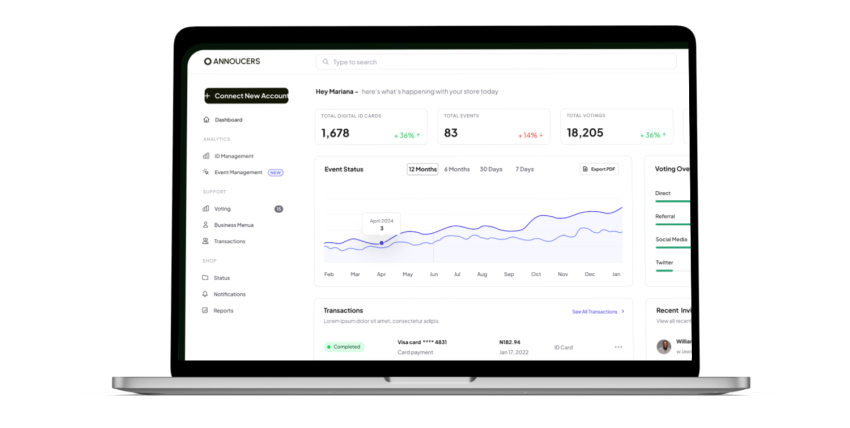 ANNOUCERS
Type to search
+ Connect New Account
Hey Mariana - here's what's happening with your store today
Dashboard
ANALYTICS
ID Management
Event Management NEW
SUPPORT
Voting
Business Menua
Transactions
SHOP
Status
Notifications
Reports
TOTAL DIGITAL ID CARDS
1,678
+ 36%
TOTAL EVENTS
83
+ 14%
TOTAL VOTINGS
18,205
+ 36%
Event Status
12 Months 6 Months 30 Days 7 Days
Export PDF
April 2024
3
Feb Mar Apr May Jun Jul Aug Sep Oct Nov Dec Jan
Voting Ove
Direct
Referral
Social Media
Twitter
Transactions
See All Transactions
Lorem ipsum dolor sit amet, consectetur adipis.
Completed
Visa card **** 4831
Card payment
N182.94
Jan 17, 2022
ID Card
Recent Invi
View all recen
Willian